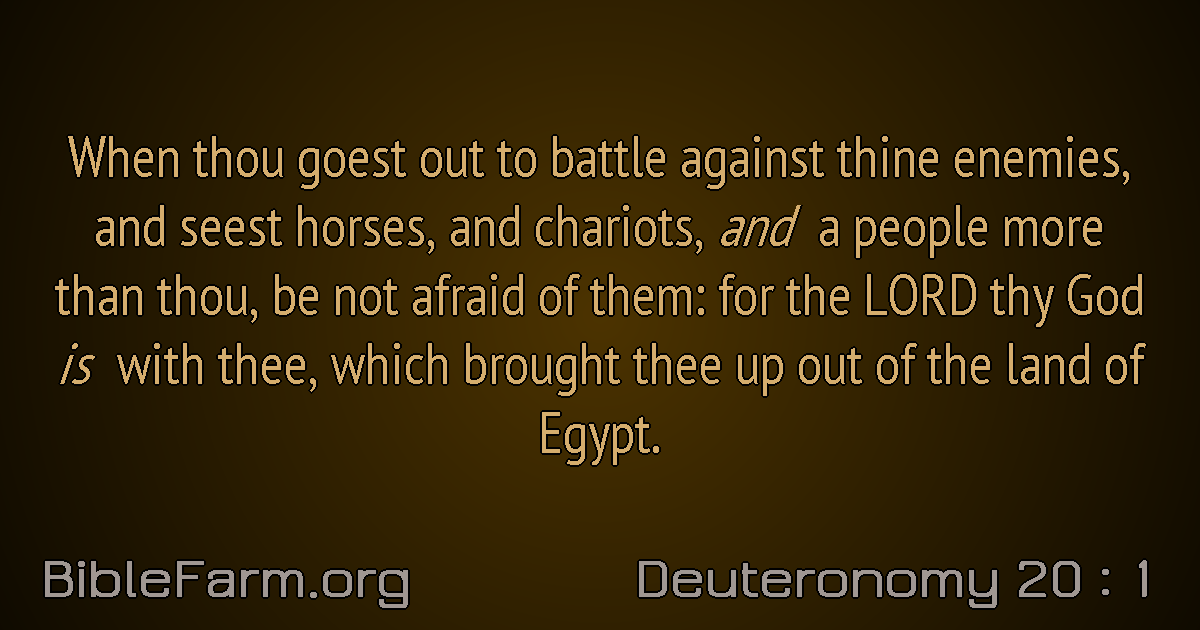 When thou goest out to battle against thine enemies,
and seest horses, and chariots, and a people more
than thou, be not afraid of them: for the LORD thy God
is with thee, which brought thee up out of the land of
Egypt.
BibleFarm.org
Deuteronomy 20 : 1